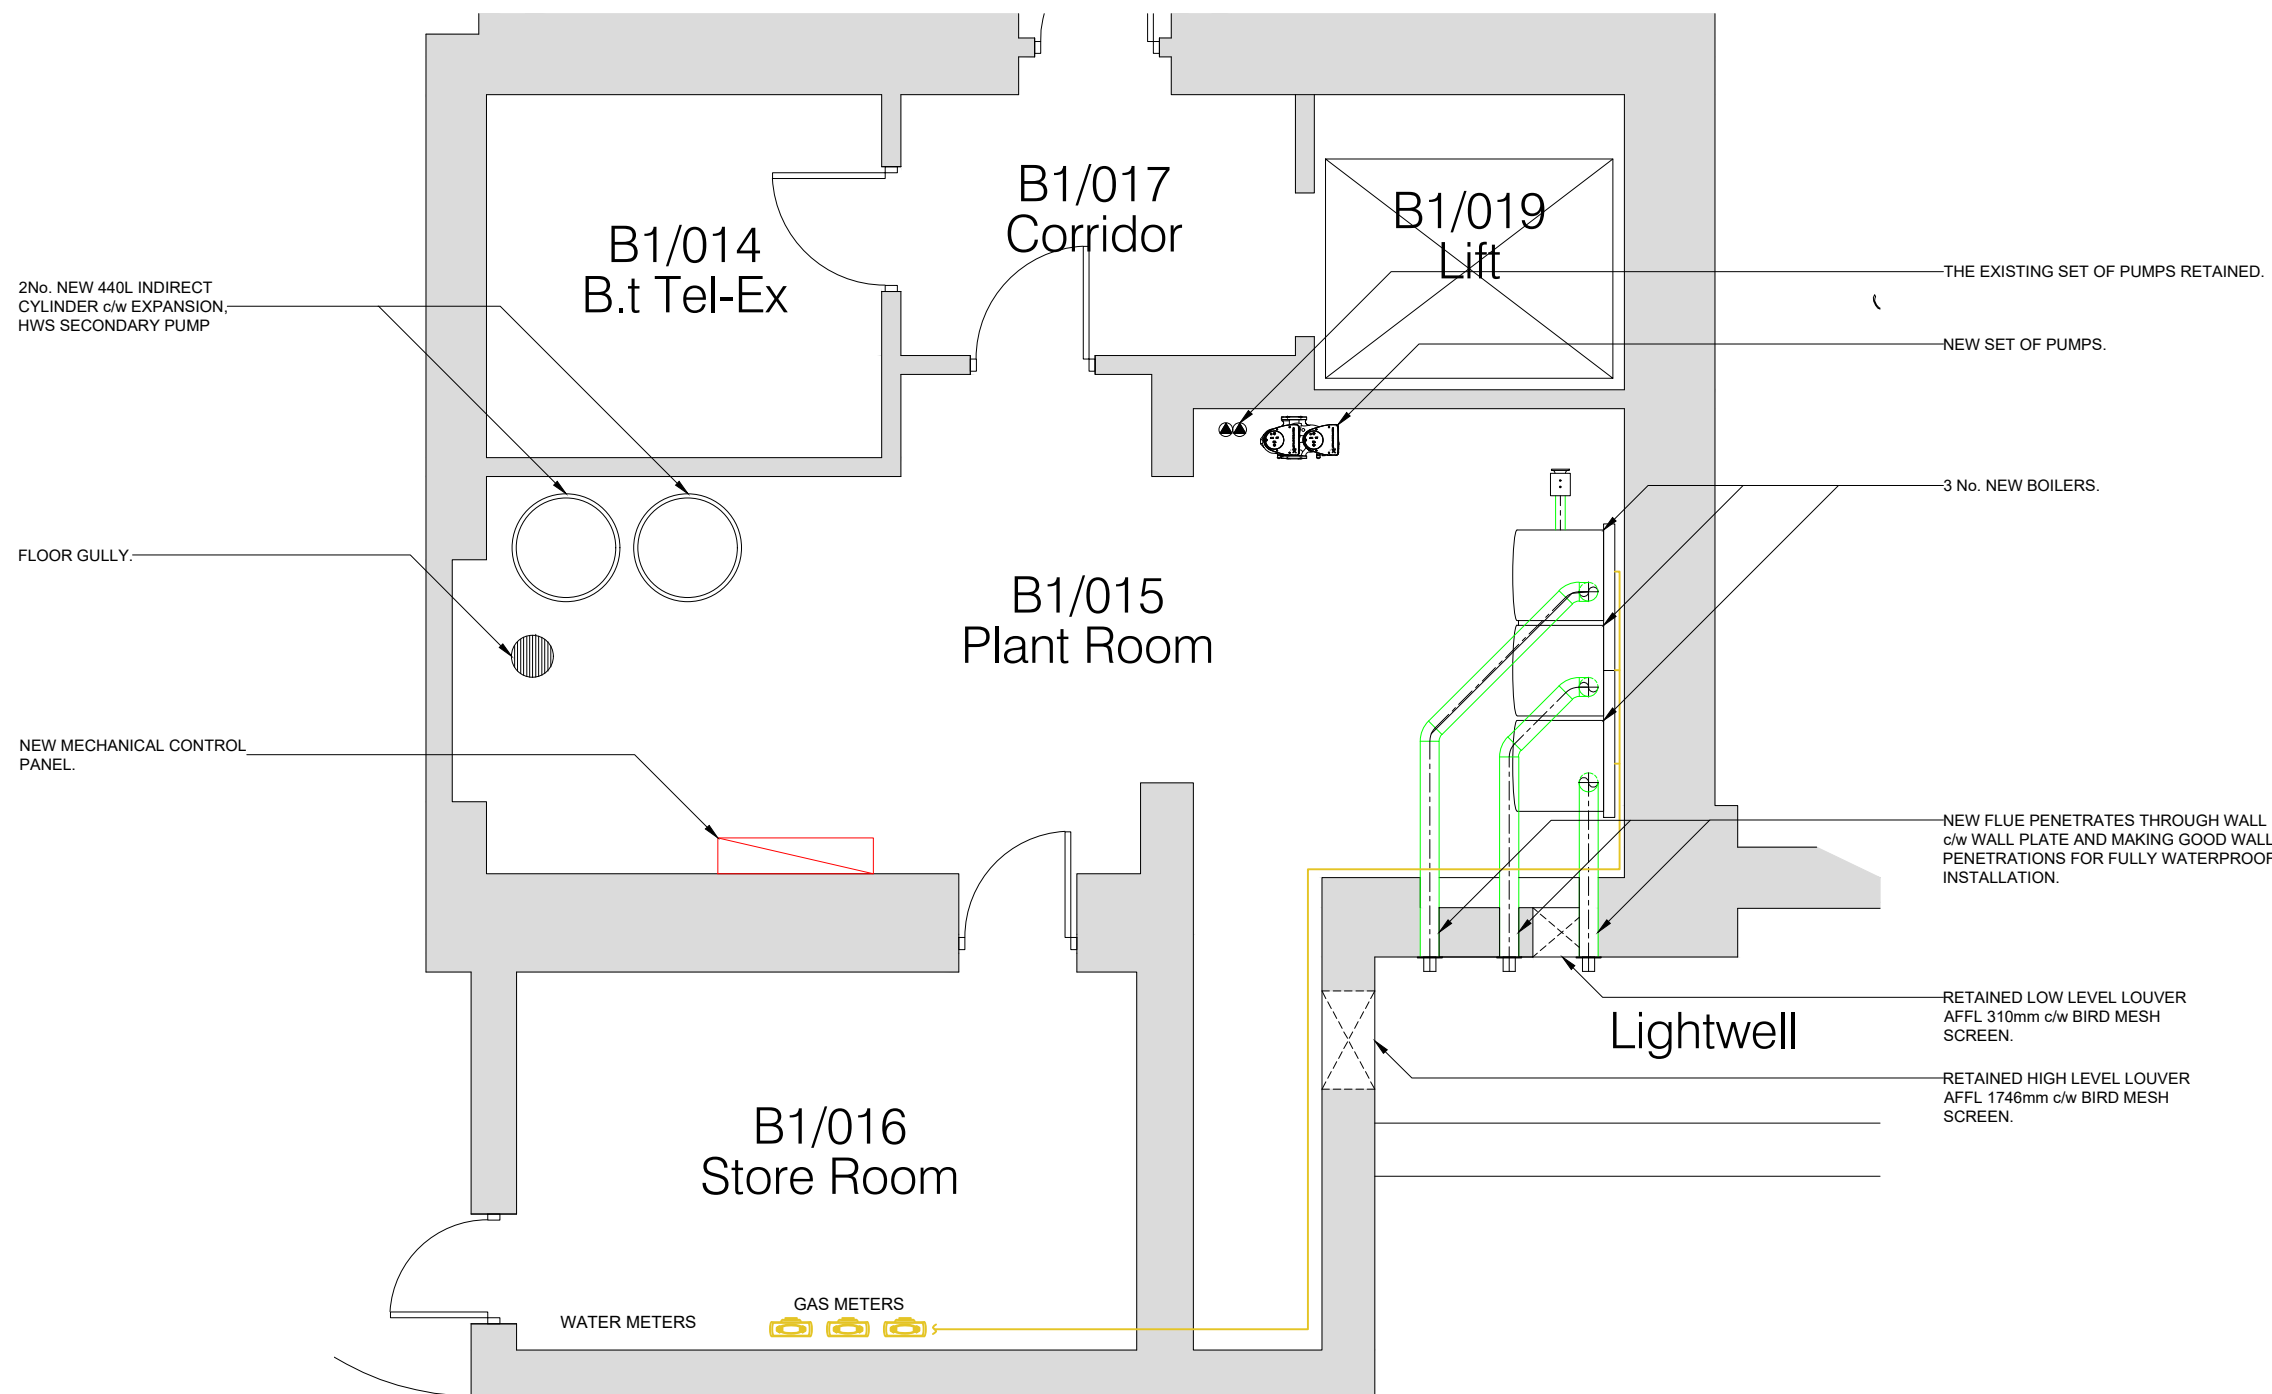 B1/017
Corridor
B1/019
Lift
B1/014
B.t Tel-Ex
2No. NEW 440L INDIRECT
CYLINDER c/w EXPANSION,
HWS SECONDARY PUMP
THE EXISTING SET OF PUMPS RETAINED.
NEW SET OF PUMPS.
3 No. NEW BOILERS.
FLOOR GULLY.
B1/015
Plant Room
NEW MECHANICAL CONTROL
PANEL.
NEW FLUE PENETRATES THROUGH WALL
c/w WALL PLATE AND MAKING GOOD WALL
PENETRATIONS FOR FULLY WATERPROOF
INSTALLATION.
RETAINED LOW LEVEL LOUVER
AFFL 310mm c/w BIRD MESH
SCREEN.
Lightwell
RETAINED HIGH LEVEL LOUVER
AFFL 1746mm c/w BIRD MESH
SCREEN.
B1/016
Store Room
GAS METERS
WATER METERS